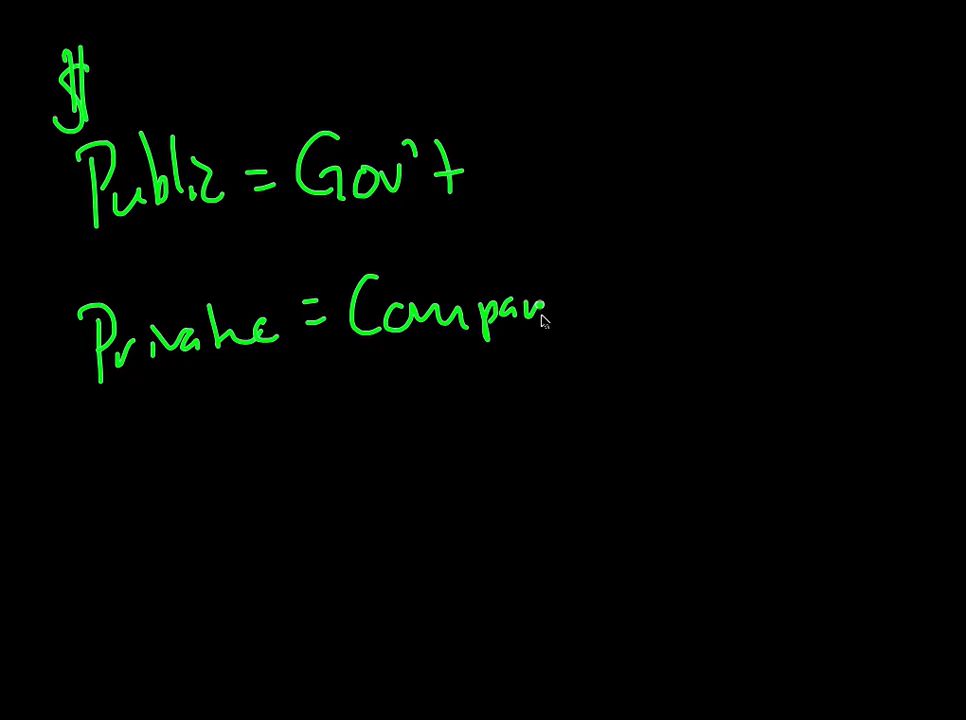 $
Public = Gov't
Private = Compan